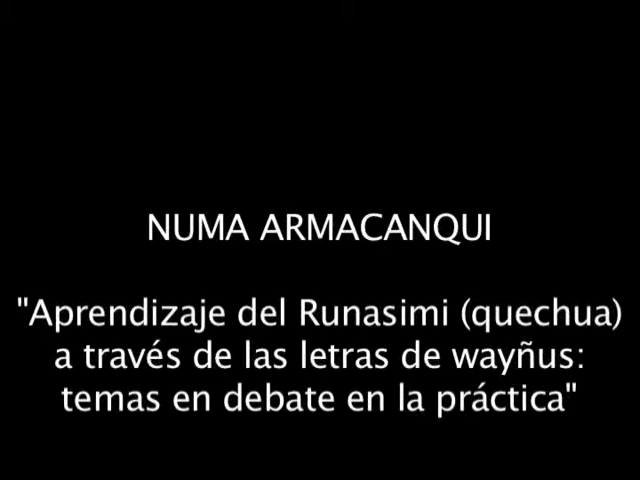 NUMA ARMACANQUI
"Aprendizaje del Runasimi (quechua)
a través de las letras de wayñus:
temas en debate en la práctica"